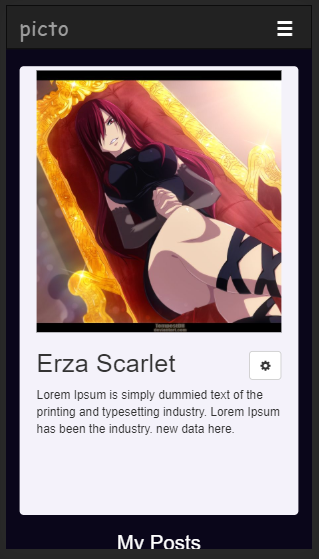 picto
Erza Scarlet
Lorem Ipsum is simply dummied text of the
printing and typesetting industry. Lorem Ipsum
has been the industry. new data here.
My Posts